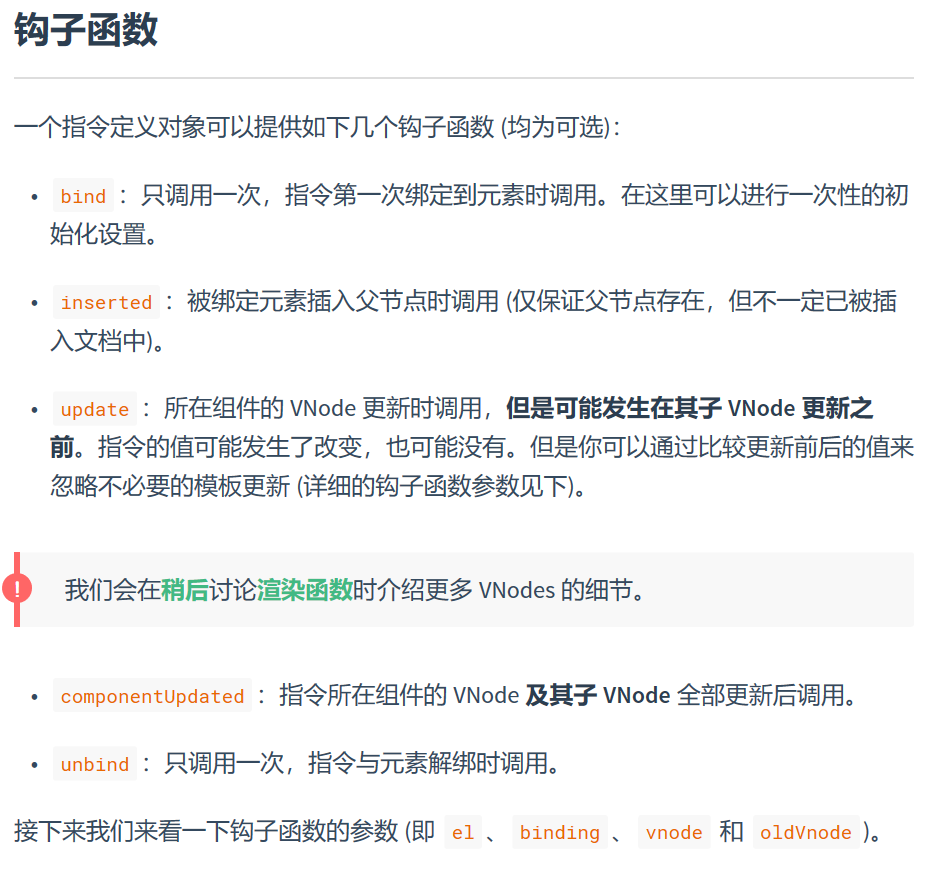 钩子函数
一个指令定义对象可以提供如下几个钩子函数 (均为可选)：
• bind：只调用一次，指令第一次绑定到元素时调用。在这里可以进行一次性的初
始化设置。
• inserted：被绑定元素插入父节点时调用 (仅保证父节点存在，但不一定已被插
入文档中)。
• update：所在组件的 VNode 更新时调用，但是可能发生在其子 VNode 更新之
前。指令的值可能发生了改变，也可能没有。但是你可以通过比较更新前后的值来
忽略不必要的模板更新 (详细的钩子函数参数见下)。
! 我们会在稍后讨论渲染函数时介绍更多 VNodes 的细节。
• componentUpdated：指令所在组件的 VNode 及其子 VNode 全部更新后调用。
• unbind：只调用一次，指令与元素解绑时调用。
接下来我们来看一下钩子函数的参数 (即 el、binding、vnode 和 oldVnode)。